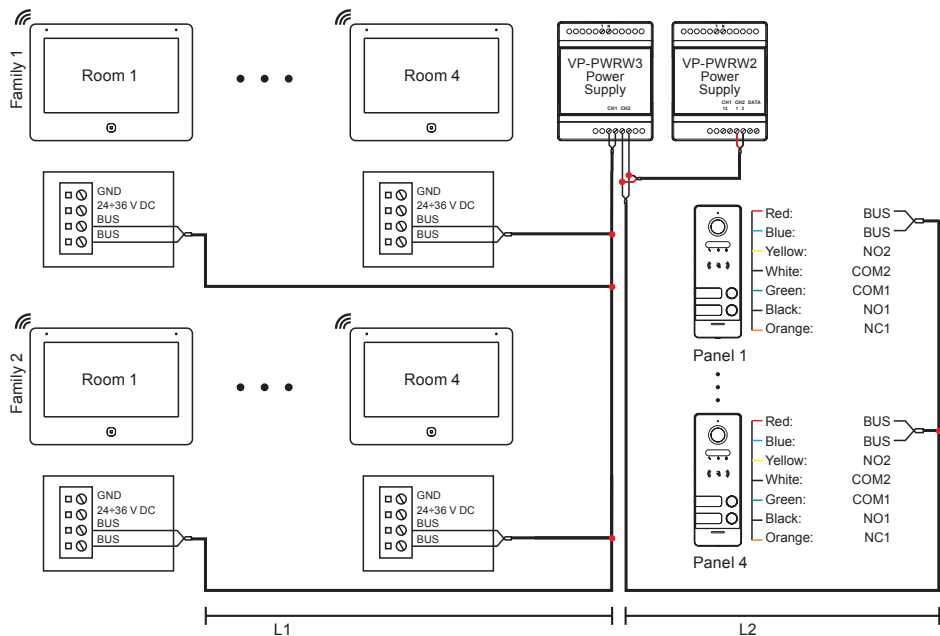 Family 1
Room 1
Room 4
VP-PWRW3
Power
Supply
CH1 CH2
VP-PWRW2
Power
Supply
CH1 CH2 DATA
12 1 2
GND
24÷36 V DC
BUS
BUS
GND
24÷36 V DC
BUS
BUS
Red: BUS
Blue: BUS
Yellow: NO2
White: COM2
Green: COM1
Black: NO1
Orange: NC1
Panel 1
Family 2
Room 1
Room 4
GND
24÷36 V DC
BUS
BUS
GND
24÷36 V DC
BUS
BUS
Red: BUS
Blue: BUS
Yellow: NO2
White: COM2
Green: COM1
Black: NO1
Orange: NC1
Panel 4
L1
L2